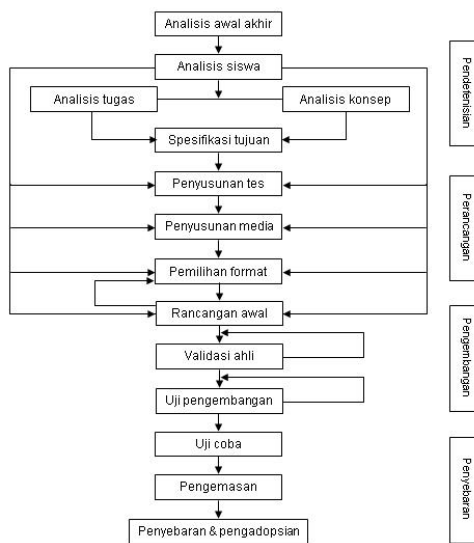 Analisis awal akhir
Analisis siswa
Analisis tugas
Analisis konsep
Spesifikasi tujuan
Penyusunan tes
Penyusunan media
Pemilihan format
Rancangan awal
Validasi ahli
Uji pengembangan
Uji coba
Pengemasan
Penyebaran & pengadopsian
Pendefenisian
Perancangan
Pengembangan
Penyebaran